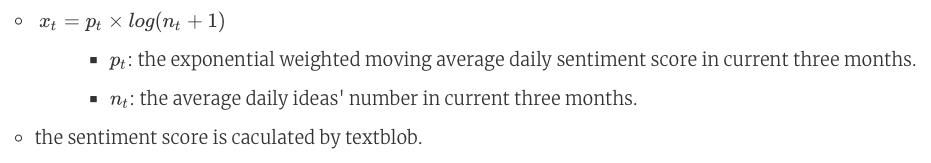 x_t = p_t × log(n_t + 1)
p_t: the exponential weighted moving average daily sentiment score in current three months.
n_t: the average daily ideas' number in current three months.
the sentiment score is caculated by textblob.